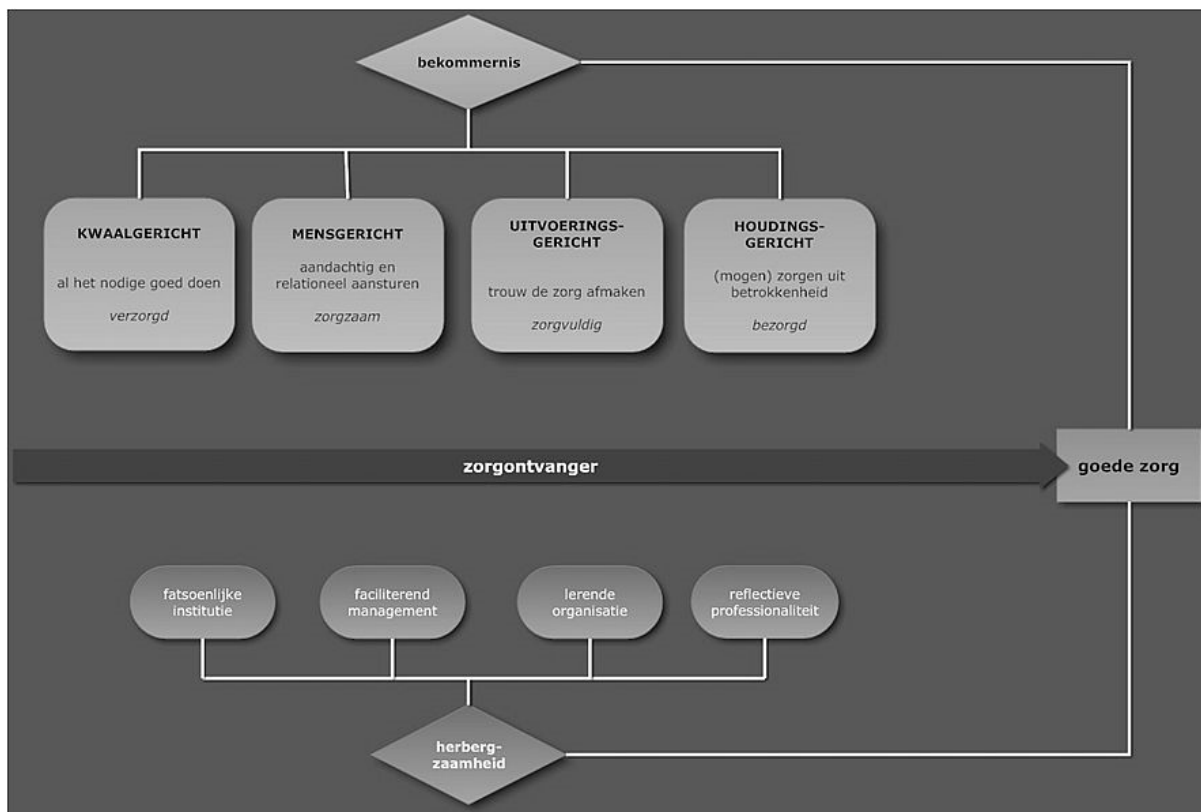 bekommernis
KWAALGERICHT
al het nodige goed doen
verzorgd
MENSGERICHT
aandachtig en
relationeel aansturen
zorgzaam
UITVOERINGS-
GERICHT
trouw de zorg afmaken
zorgvuldig
HOUDINGS-
GERICHT
(mogen) zorgen uit
betrokkenheid
bezorgd
zorgontvanger
goede zorg
fatsoenlijke
institutie
faciliterend
management
lerende
organisatie
reflectieve
professionaliteit
herberg-
zaamheid